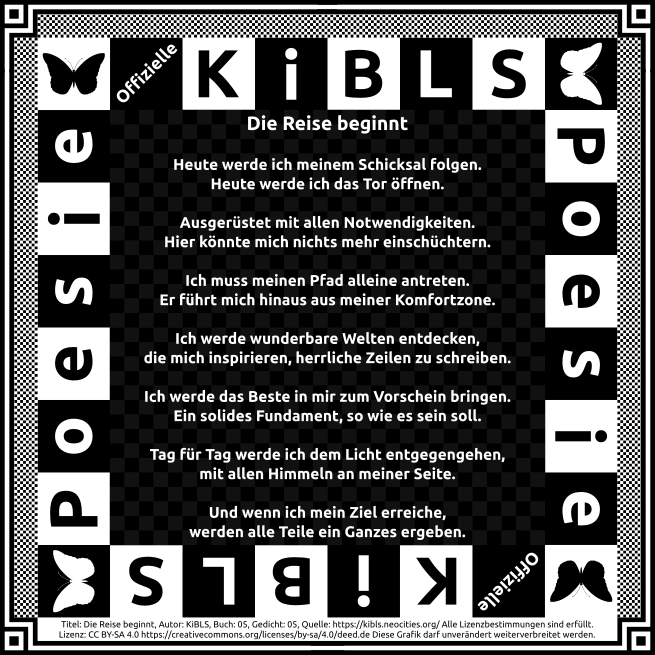 Offizielle
KiBLS
Poesie
Poesie
Die Reise beginnt
Heute werde ich meinem Schicksal folgen.
Heute werde ich das Tor öffnen.
Ausgerüstet mit allen Notwendigkeiten.
Hier könnte mich nichts mehr einschüchtern.
Ich muss meinen Pfad alleine antreten.
Er führt mich hinaus aus meiner Komfortzone.
Ich werde wunderbare Welten entdecken,
die mich inspirieren, herrliche Zeilen zu schreiben.
Ich werde das Beste in mir zum Vorschein bringen.
Ein solides Fundament, so wie es sein soll.
Tag für Tag werde ich dem Licht entgegengehen,
mit allen Himmeln an meiner Seite.
Und wenn ich mein Ziel erreiche,
werden alle Teile ein Ganzes ergeben.
Offizielle
KiBLS
Titel: Die Reise beginnt, Autor: KiBLS, Buch: 05, Gedicht: 05, Quelle: https://kibls.neocities.org/ Alle Lizenzbestimmungen sind erfüllt.
Lizenz: CC BY-SA 4.0 https://creativecommons.org/licenses/by-sa/4.0/deed.de Diese Grafik darf unverändert weiterverbreitet werden.